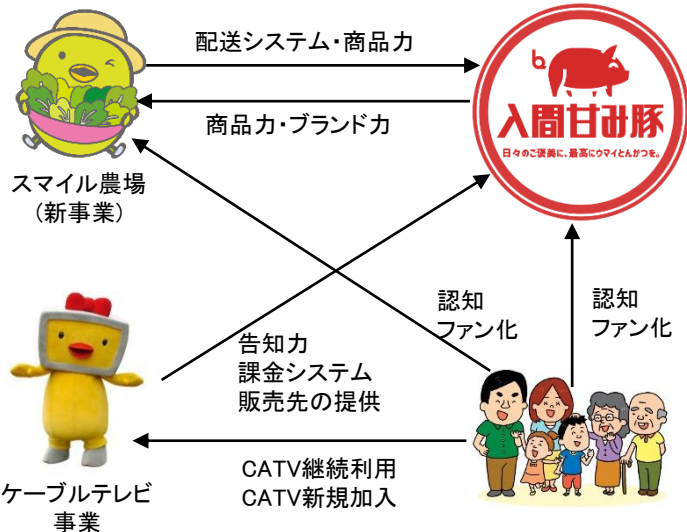 配送システム・商品力
商品力・ブランド力
b
入間甘み豚
日々のご褒美に、最高にウマイとんかつを。
スマイル農場
(新事業)
認知
ファン化
認知
ファン化
告知力
課金システム
販売先の提供
CATV継続利用
CATV新規加入
ケーブルテレビ
事業